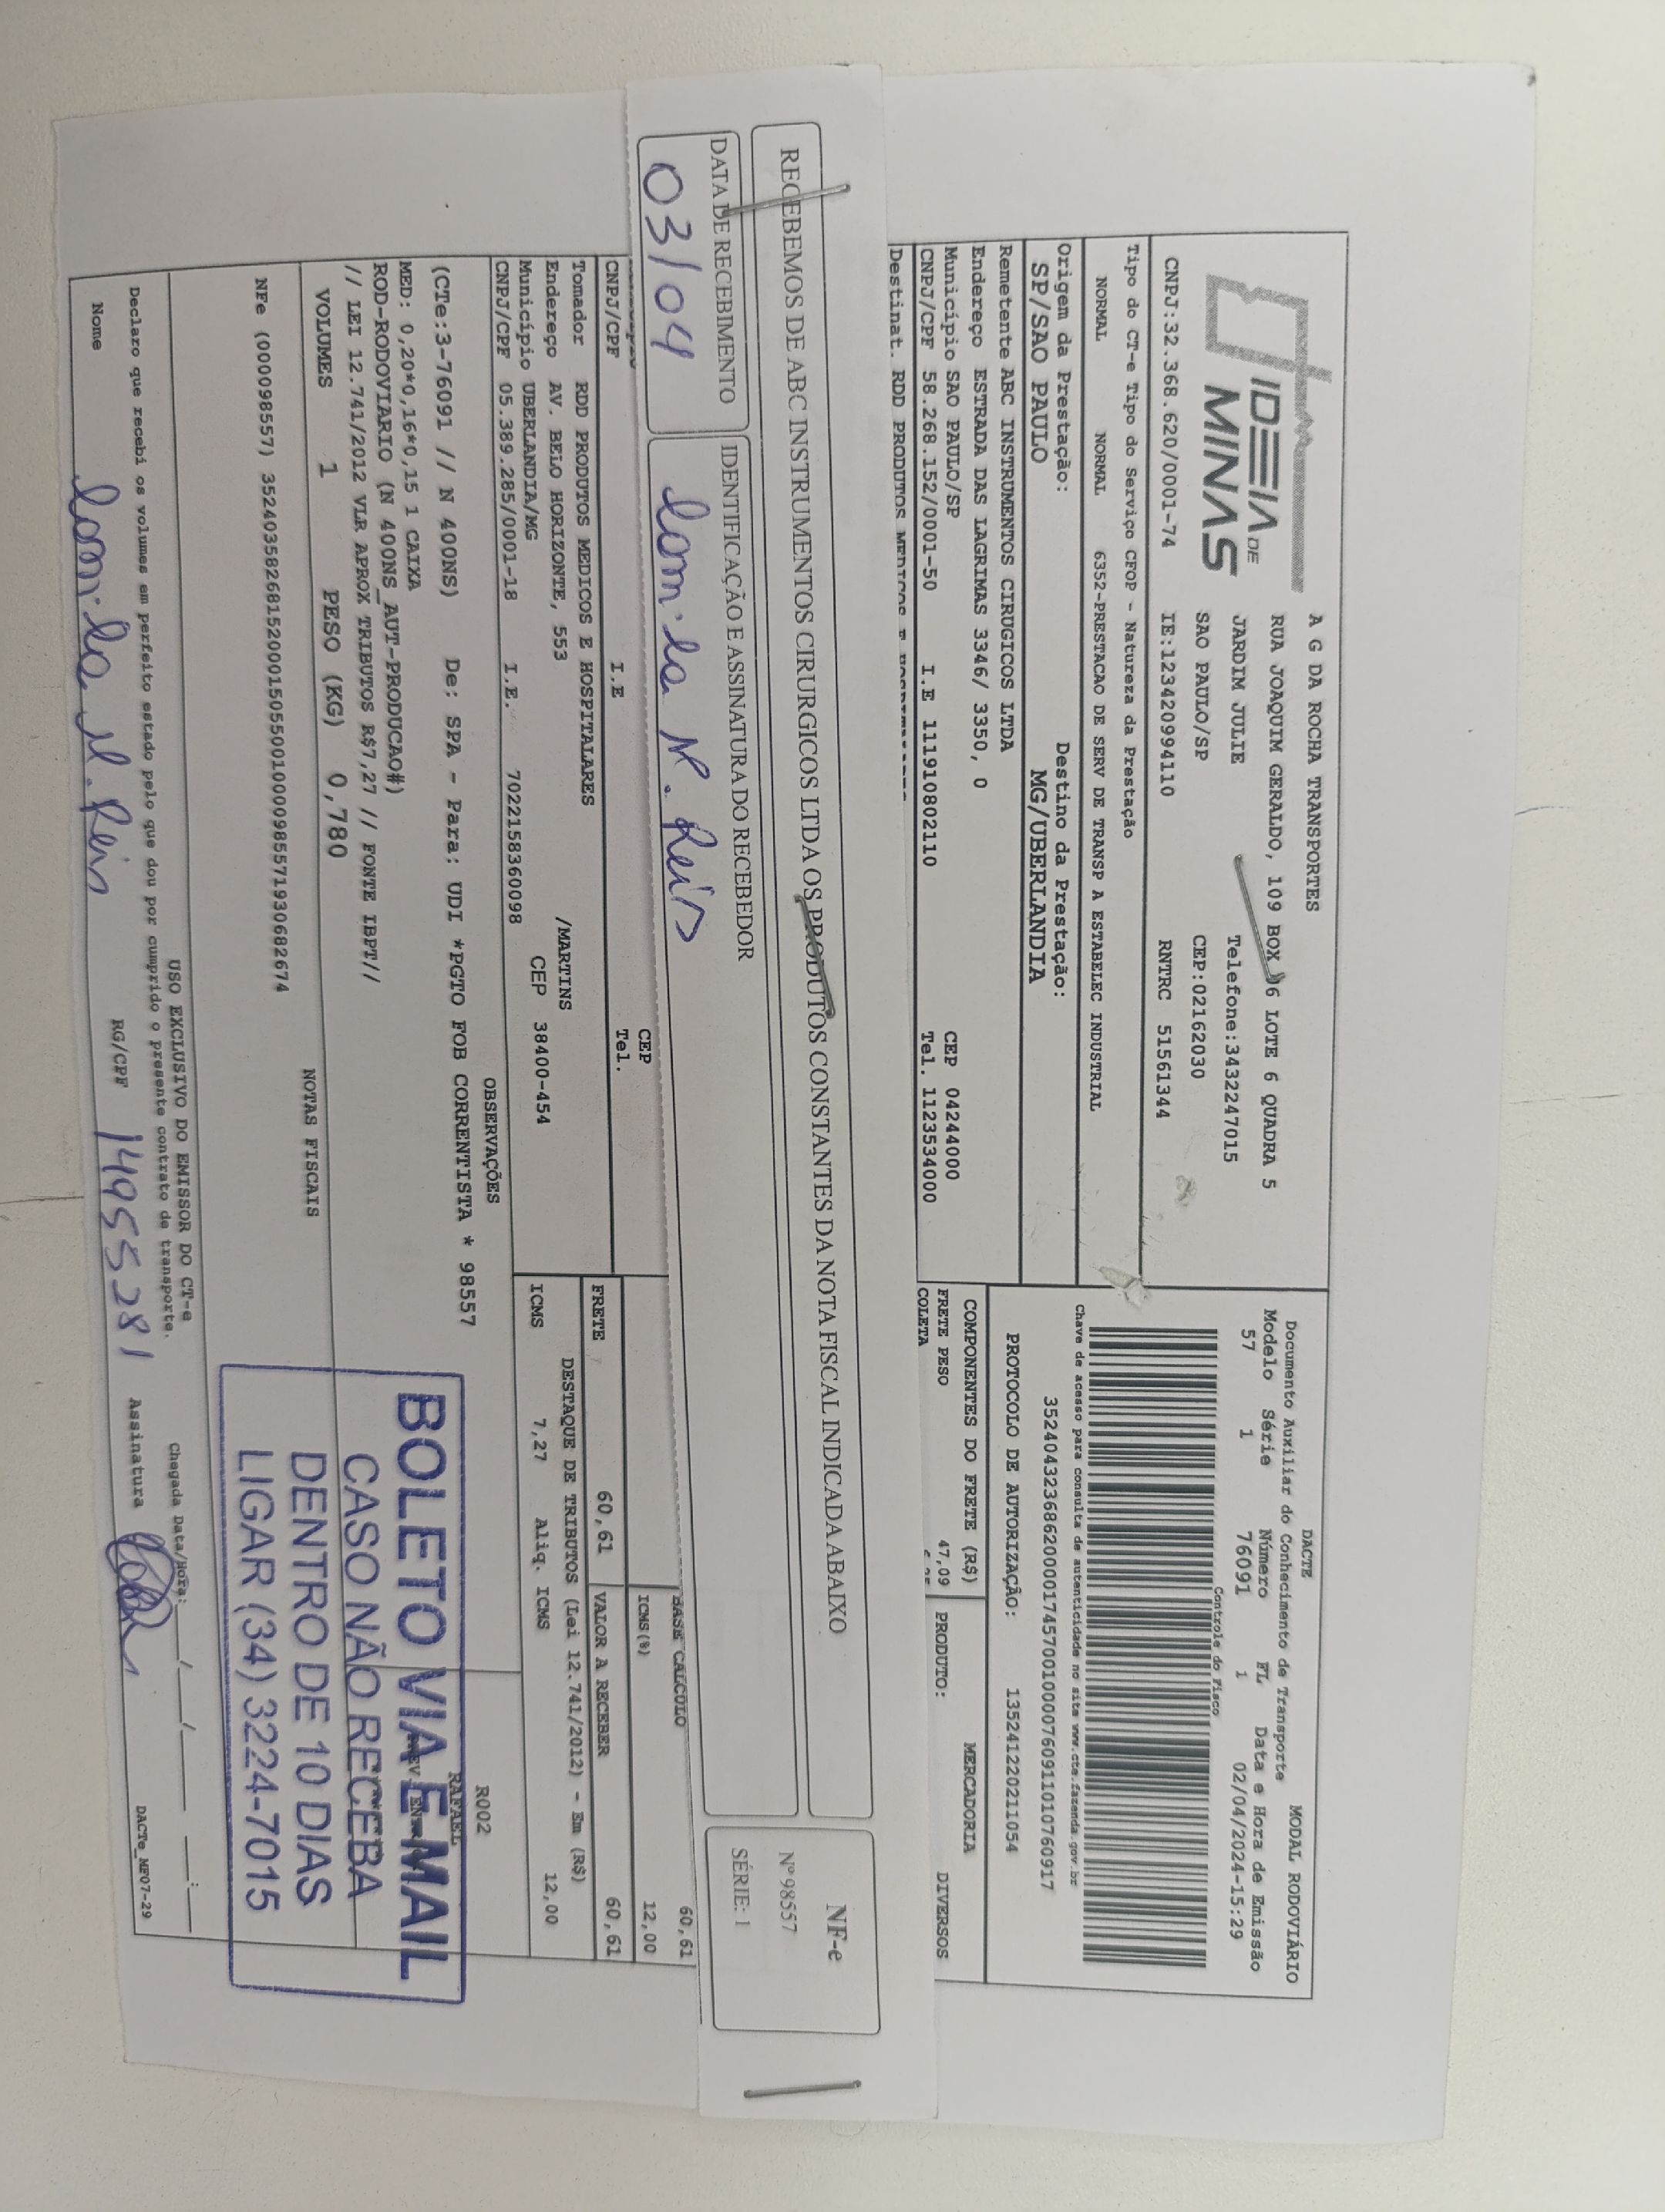 IDEIA DE
MINAS
A G DA ROCHA TRANSPORTES
RUA JOAQUIM GERALDO, 109 BOX 6 LOTE 6 QUADRA 5
JARDIM JULIE Telefone:3432247015
SAO PAULO/SP CEP:02162030
CNPJ:32.368.620/0001-74 IE:123420994110 RNTRC 51561344
DACTE MODAL RODOVIÁRIO
Documento Auxiliar do Conhecimento de Transporte
Modelo Série Número FL Data e Hora de Emissão
57 1 76091 1 02/04/2024-15:29
Controle do Fisco
Tipo do CT-e Tipo do Serviço CFOP - Natureza da Prestação
NORMAL NORMAL 6352-PRESTACAO DE SERV DE TRANSP A ESTABELEC INDUSTRIAL
Chave de acesso para consulta de autenticidade no site www.cte.fazenda.gov.br
35240432368620000174570010000760911010760917
Origem da Prestação: Destino da Prestação:
SP/SAO PAULO MG/UBERLANDIA
PROTOCOLO DE AUTORIZAÇÃO: 135241220211054
Remetente ABC INSTRUMENTOS CIRUGICOS LTDA
Endereço ESTRADA DAS LAGRIMAS 3346/ 3350, 0
Município SAO PAULO/SP CEP 04244000
CNPJ/CPF 58.268.152/0001-50 I.E 111910802110 Tel. 1123534000
Destinat. RDD PRODUTOS MEDICOS E HOSPITALARES
COMPONENTES DO FRETE (R$) MERCADORIA
FRETE PESO 47,09 PRODUTO: DIVERSOS
COLETA
RECEBEMOS DE ABC INSTRUMENTOS CIRURGICOS LTDA OS PRODUTOS CONSTANTES DA NOTA FISCAL INDICADA ABAIXO
NF-e
Nº 98557
SÉRIE: 1
DATA DE RECEBIMENTO IDENTIFICAÇÃO E ASSINATURA DO RECEBEDOR
03/04 Camila N. Reis
CEP
CNPJ/CPF I.E Tel.
BASE CALCULO 60,61
ICMS(%) 12,00
FRETE 60,61 VALOR A RECEBER 60,61
Tomador RDD PRODUTOS MEDICOS E HOSPITALARES
Endereço AV. BELO HORIZONTE, 553 /MARTINS
Município UBERLANDIA/MG CEP 38400-454
CNPJ/CPF 05.389.285/0001-18 I.E. 7022158360098
DESTAQUE DE TRIBUTOS (Lei 12.741/2012) - Em (R$)
ICMS 7,27 Aliq. ICMS 12,00
OBSERVAÇÕES
R002
RAFAEL
(CTe:3-76091 // N 400NS) De: SPA - Para: UDI *PGTO FOB CORRENTISTA * 98557
MED: 0,20*0,16*0,15 1 CAIXA
ROD-RODOVIARIO (N 400NS_AUT-PRODUCAO#)
// LEI 12.741/2012 VLR APROX TRIBUTOS R$7,27 // FONTE IBPT//
VOLUMES 1 PESO (KG) 0,780
NOTAS FISCAIS
NFe (000098557) 35240358268152000150550010000985571930682674
BOLETO VIA E-MAIL
CASO NÃO RECEBA
DENTRO DE 10 DIAS
LIGAR (34) 3224-7015
USO EXCLUSIVO DO EMISSOR DO CT-e
Declaro que recebi os volumes em perfeito estado pelo que dou por cumprido o presente contrato de transporte. Chegada Data/Hora: ___/___/___ ___:___
Nome Camila N. Reis RG/CPF 14955281 Assinatura
DACTe_MF07-29